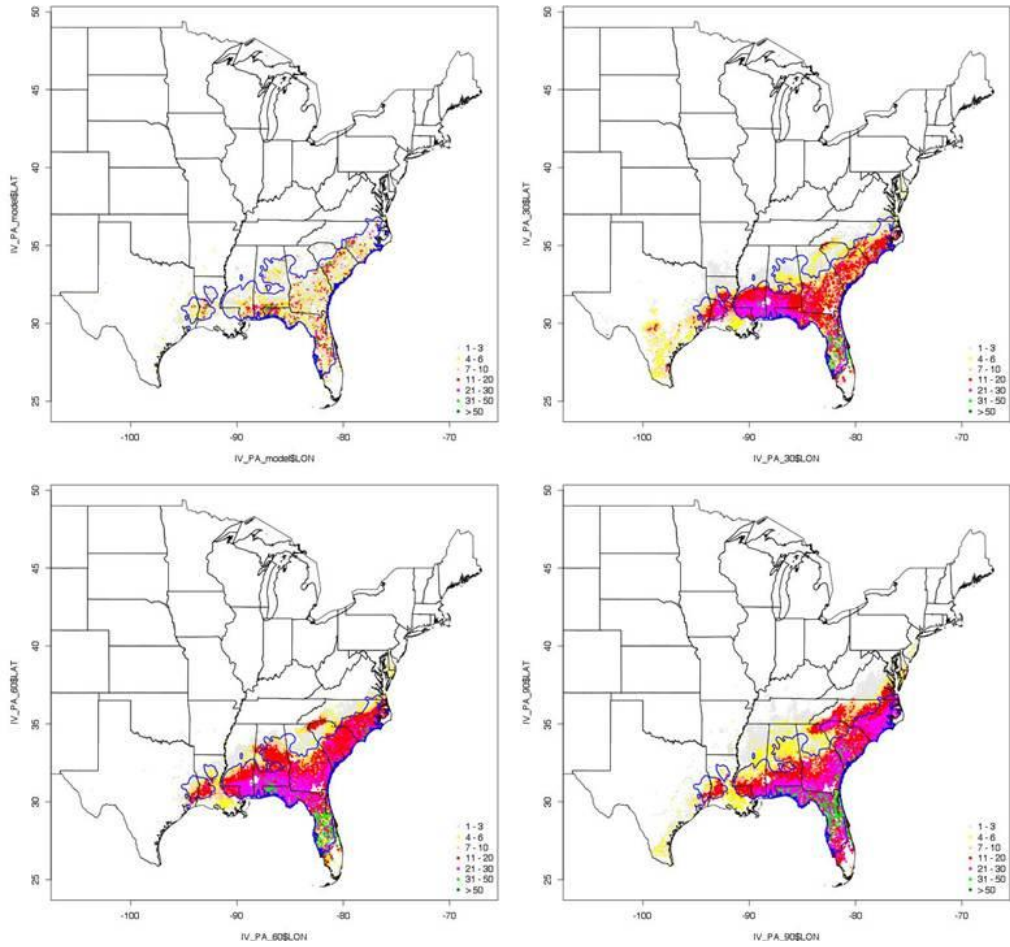 IV_PA_model$LAT
50
45
40
35
30
25
1 - 3
4 - 6
7 - 10
11 - 20
21 - 30
31 - 50
> 50
-100
-90
-80
-70
IV_PA_model$LON
IV_PA_30$LAT
50
45
40
35
30
25
1 - 3
4 - 6
7 - 10
11 - 20
21 - 30
31 - 50
> 50
-100
-90
-80
-70
IV_PA_30$LON
IV_PA_60$LAT
50
45
40
35
30
25
1 - 3
4 - 6
7 - 10
11 - 20
21 - 30
31 - 50
> 50
-100
-90
-80
-70
IV_PA_60$LON
IV_PA_90$LAT
50
45
40
35
30
25
1 - 3
4 - 6
7 - 10
11 - 20
21 - 30
31 - 50
> 50
-100
-90
-80
-70
IV_PA_90$LON